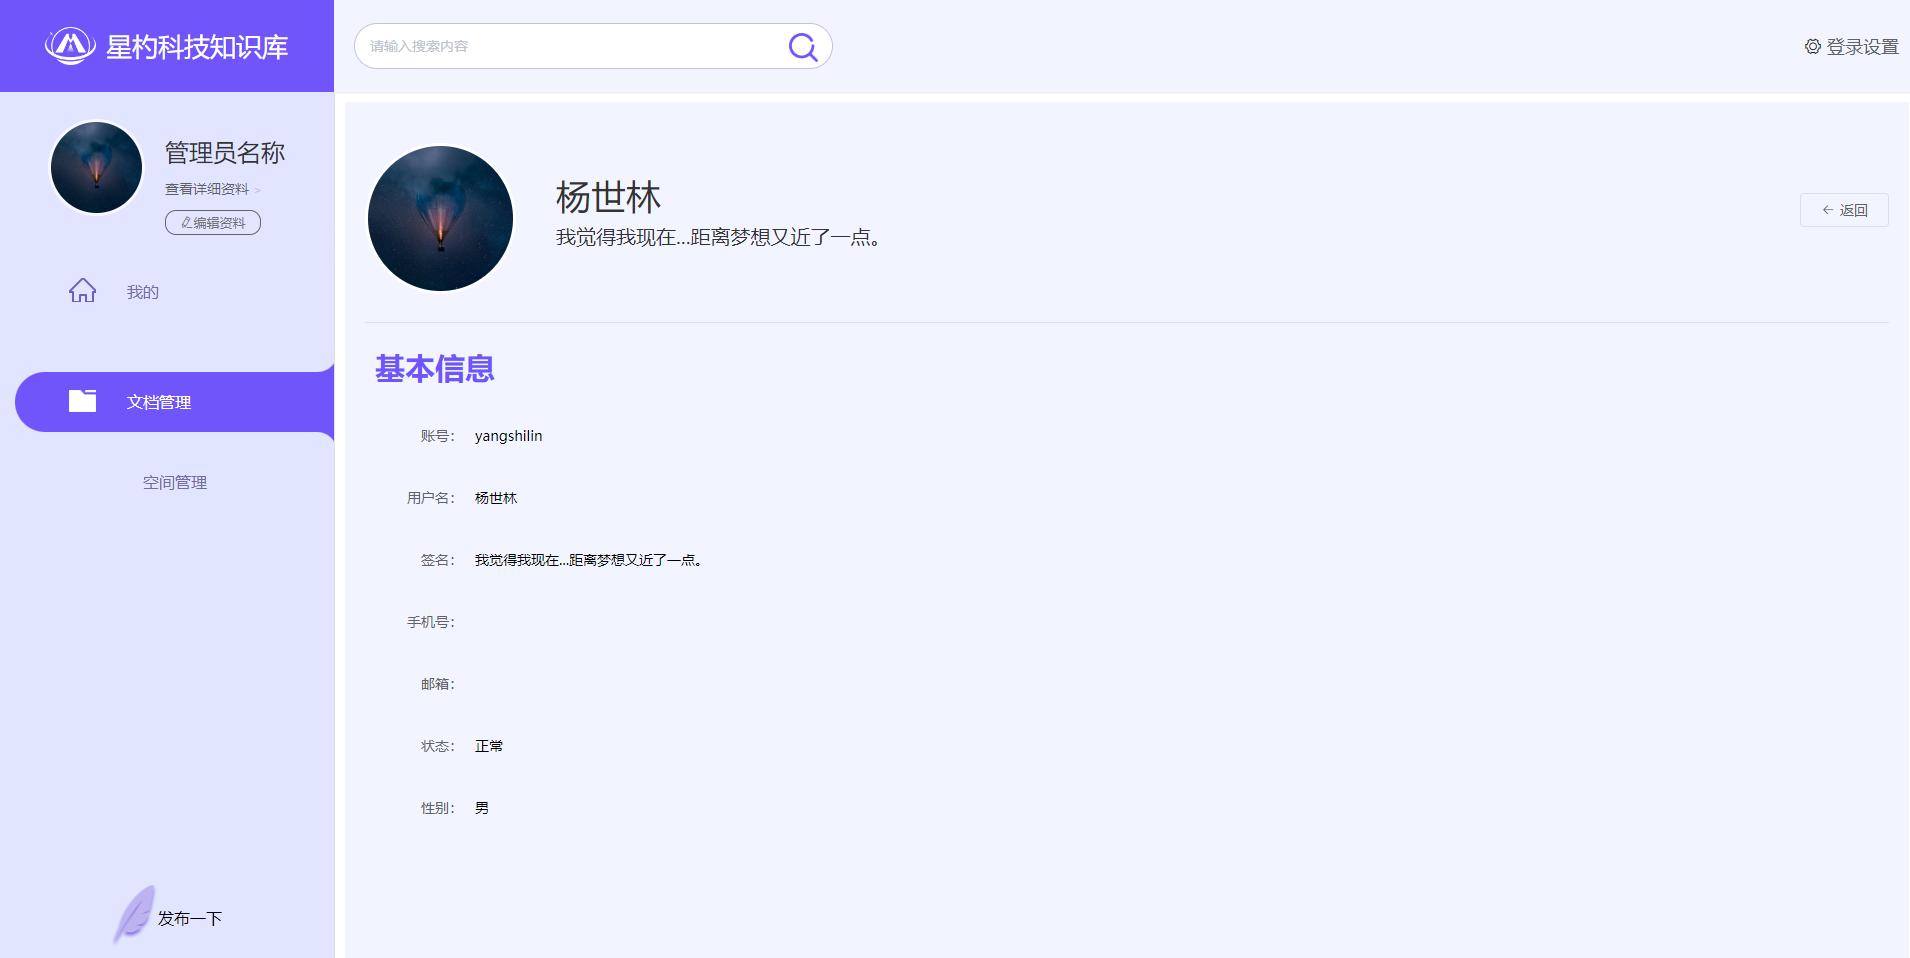 星杓科技知识库
请输入搜索内容
登录设置
管理员名称
查看详细资料 >
编辑资料
我的
文档管理
空间管理
发布一下
杨世林
我觉得我现在...距离梦想又近了一点。
← 返回
基本信息
账号： yangshilin
用户名： 杨世林
签名： 我觉得我现在...距离梦想又近了一点。
手机号：
邮箱：
状态： 正常
性别： 男